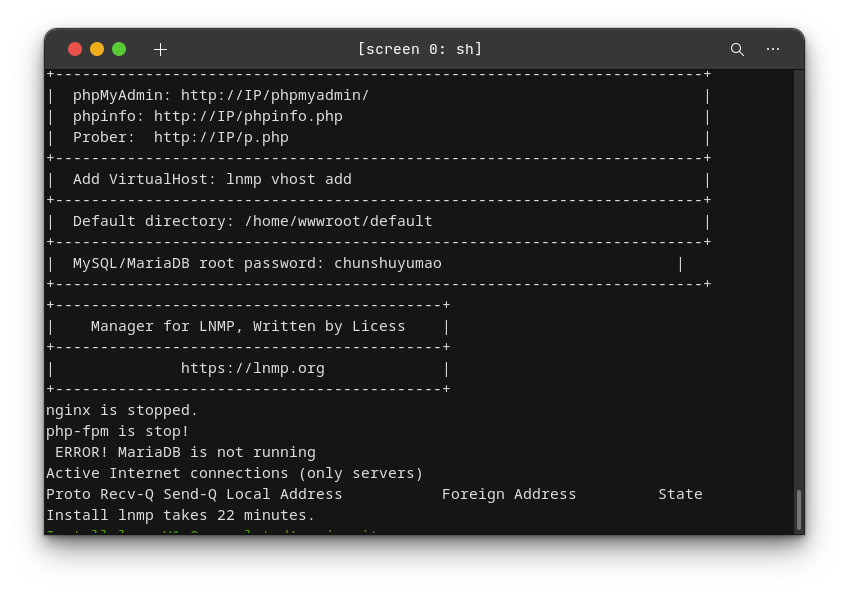 [screen 0: sh]
+------------------------------------------------------------------------+
|  phpMyAdmin: http://IP/phpmyadmin/                                     |
|  phpinfo: http://IP/phpinfo.php                                        |
|  Prober:  http://IP/p.php                                              |
+------------------------------------------------------------------------+
|  Add VirtualHost: lnmp vhost add                                       |
+------------------------------------------------------------------------+
|  Default directory: /home/wwwroot/default                              |
+------------------------------------------------------------------------+
|  MySQL/MariaDB root password: chunshuyumao                          |
+------------------------------------------------------------------------+
+-------------------------------------------+
|    Manager for LNMP, Written by Licess    |
+-------------------------------------------+
|              https://lnmp.org             |
+-------------------------------------------+
nginx is stopped.
php-fpm is stop!
 ERROR! MariaDB is not running
Active Internet connections (only servers)
Proto Recv-Q Send-Q Local Address           Foreign Address         State
Install lnmp takes 22 minutes.